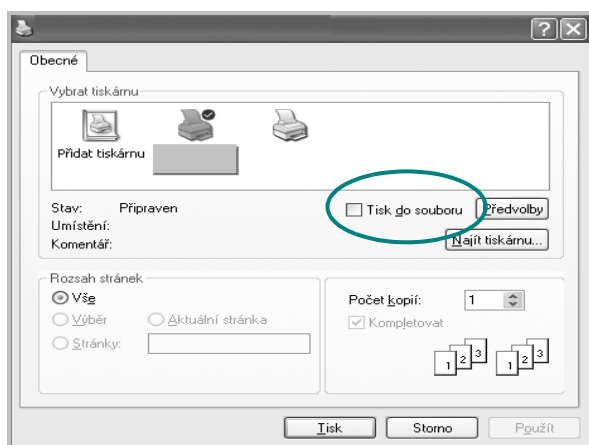 Obecné
Vybrat tiskárnu
Přidat tiskárnu
Stav: Připraven
Umístění:
Komentář:
Tisk do souboru
Předvolby
Najít tiskárnu...
Rozsah stránek
Vše
Výběr
Aktuální stránka
Stránky:
Počet kopií: 1
Kompletovat
1 2 3 1 2 3
Tisk
Storno
Použít